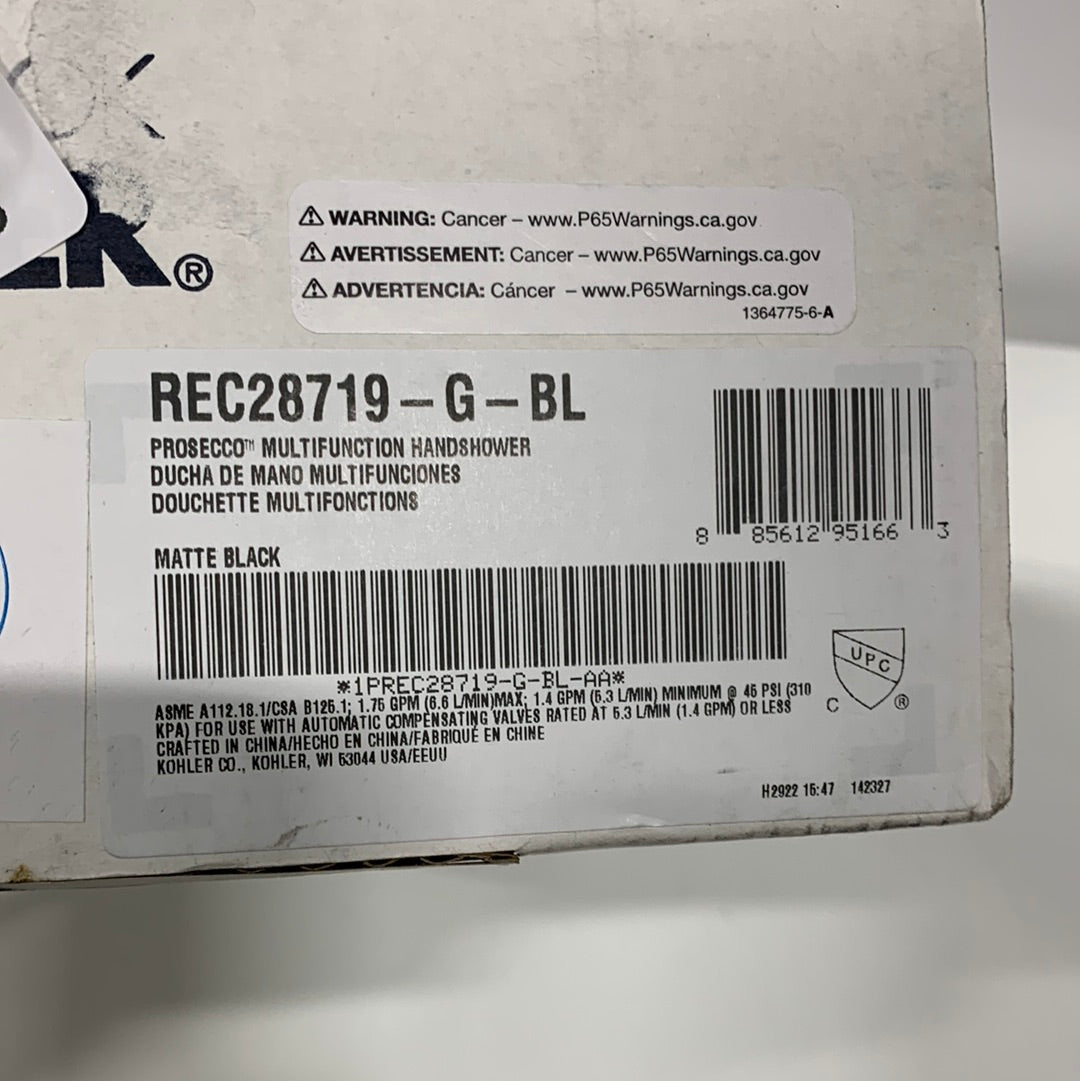 ®
⚠ WARNING: Cancer – www.P65Warnings.ca.gov
⚠ AVERTISSEMENT: Cancer – www.P65Warnings.ca.gov
⚠ ADVERTENCIA: Cáncer – www.P65Warnings.ca.gov
1364775-6-A
REC28719-G-BL
PROSECCO™ MULTIFUNCTION HANDSHOWER
DUCHA DE MANO MULTIFUNCIONES
DOUCHETTE MULTIFONCTIONS
8 85612 95166 3
MATTE BLACK
*1PREC28719-G-BL-AA*
UPC
C ®
ASME A112.18.1/CSA B125.1; 1.75 GPM (6.6 L/MIN)MAX; 1.4 GPM (5.3 L/MIN) MINIMUM @ 45 PSI (310
KPA) FOR USE WITH AUTOMATIC COMPENSATING VALVES RATED AT 5.3 L/MIN (1.4 GPM) OR LESS
CRAFTED IN CHINA/HECHO EN CHINA/FABRIQUÉ EN CHINE
KOHLER CO., KOHLER, WI 53044 USA/EEUU
H2922 15:47 142327